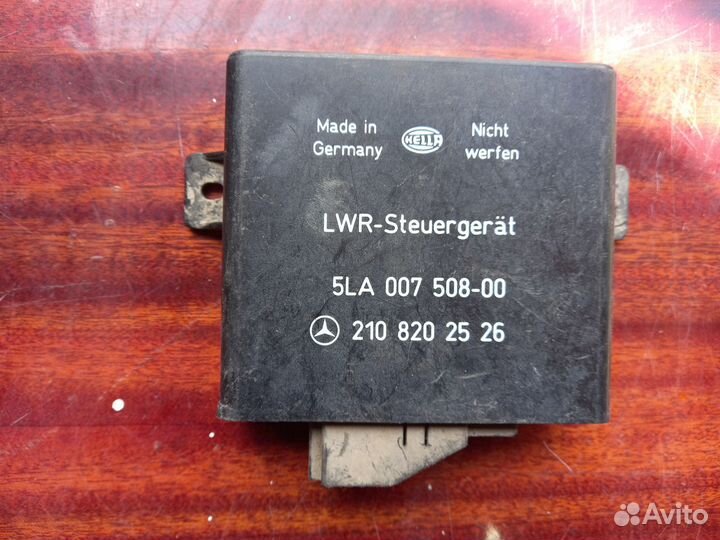 Made in
Germany
HELLA
Nicht
werfen
LWR-Steuergerät
5LA 007 508-00
210 820 25 26
Avito